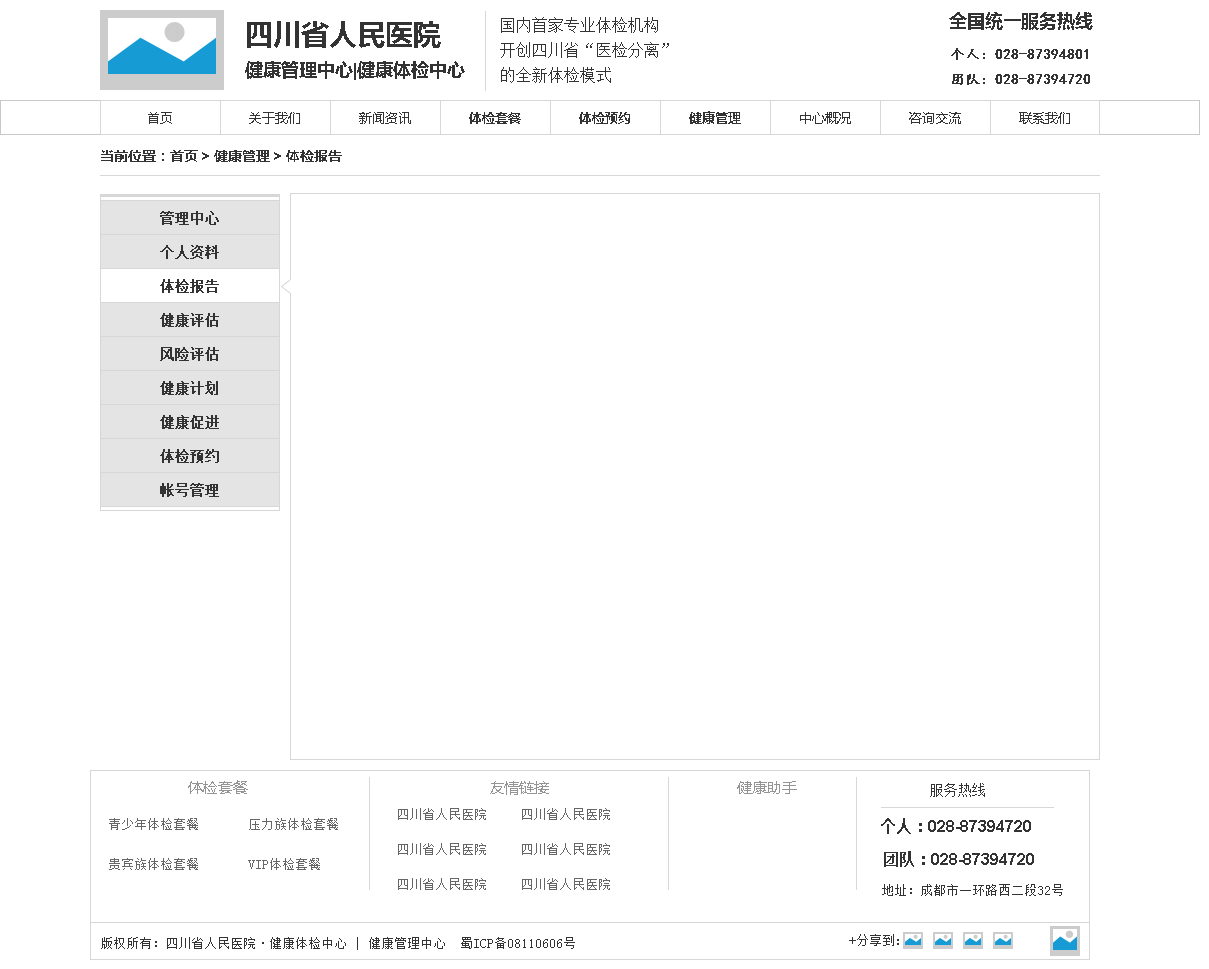 四川省人民医院
健康管理中心|健康体检中心
国内首家专业体检机构
开创四川省“医检分离”
的全新体检模式
全国统一服务热线
个人：028-87394801
团队：028-87394720
首页 关于我们 新闻资讯 体检套餐 体检预约 健康管理 中心概况 咨询交流 联系我们
当前位置：首页 > 健康管理 > 体检报告
管理中心
个人资料
体检报告
健康评估
风险评估
健康计划
健康促进
体检预约
帐号管理
体检套餐
青少年体检套餐 压力族体检套餐
贵宾族体检套餐 VIP体检套餐
友情链接
四川省人民医院 四川省人民医院
四川省人民医院 四川省人民医院
四川省人民医院 四川省人民医院
健康助手
服务热线
个人：028-87394720
团队：028-87394720
地址：成都市一环路西二段32号
版权所有：四川省人民医院·健康体检中心 | 健康管理中心 蜀ICP备08110606号
+分享到: